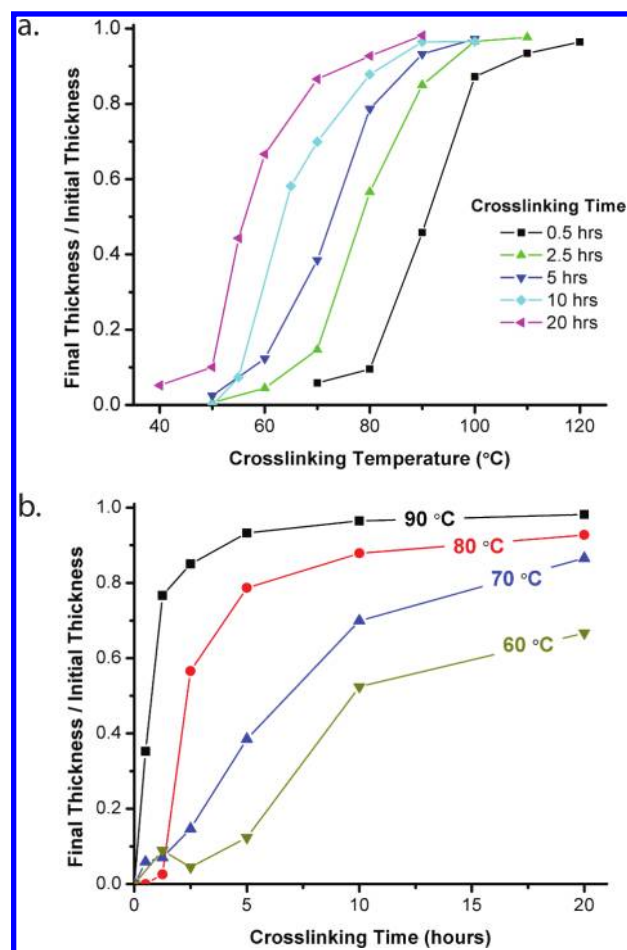 a.
Final Thickness / Initial Thickness
1.0
0.8
0.6
0.4
0.2
0.0
Crosslinking Time
0.5 hrs
2.5 hrs
5 hrs
10 hrs
20 hrs
40 60 80 100 120
Crosslinking Temperature (°C)
b.
Final Thickness / Initial Thickness
1.0
0.8
0.6
0.4
0.2
0.0
90 °C
80 °C
70 °C
60 °C
0 5 10 15 20
Crosslinking Time (hours)